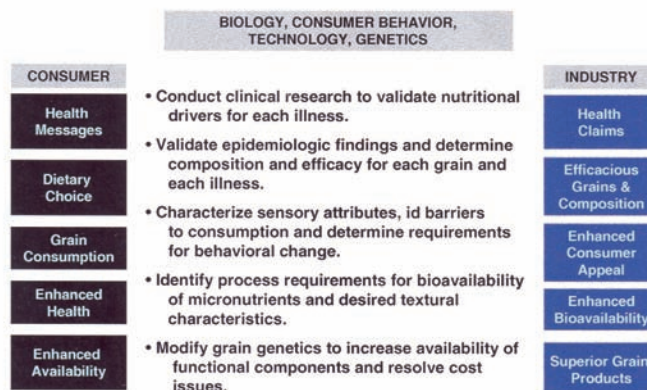 BIOLOGY, CONSUMER BEHAVIOR,
TECHNOLOGY, GENETICS
CONSUMER
Health
Messages
Dietary
Choice
Grain
Consumption
Enhanced
Health
Enhanced
Availability
• Conduct clinical research to validate nutritional
drivers for each illness.
• Validate epidemiologic findings and determine
composition and efficacy for each grain and
each illness.
• Characterize sensory attributes, id barriers
to consumption and determine requirements
for behavioral change.
• Identify process requirements for bioavailability
of micronutrients and desired textural
characteristics.
• Modify grain genetics to increase availability of
functional components and resolve cost
issues.
INDUSTRY
Health
Claims
Efficacious
Grains &
Composition
Enhanced
Consumer
Appeal
Enhanced
Bioavailability
Superior Grain
Products